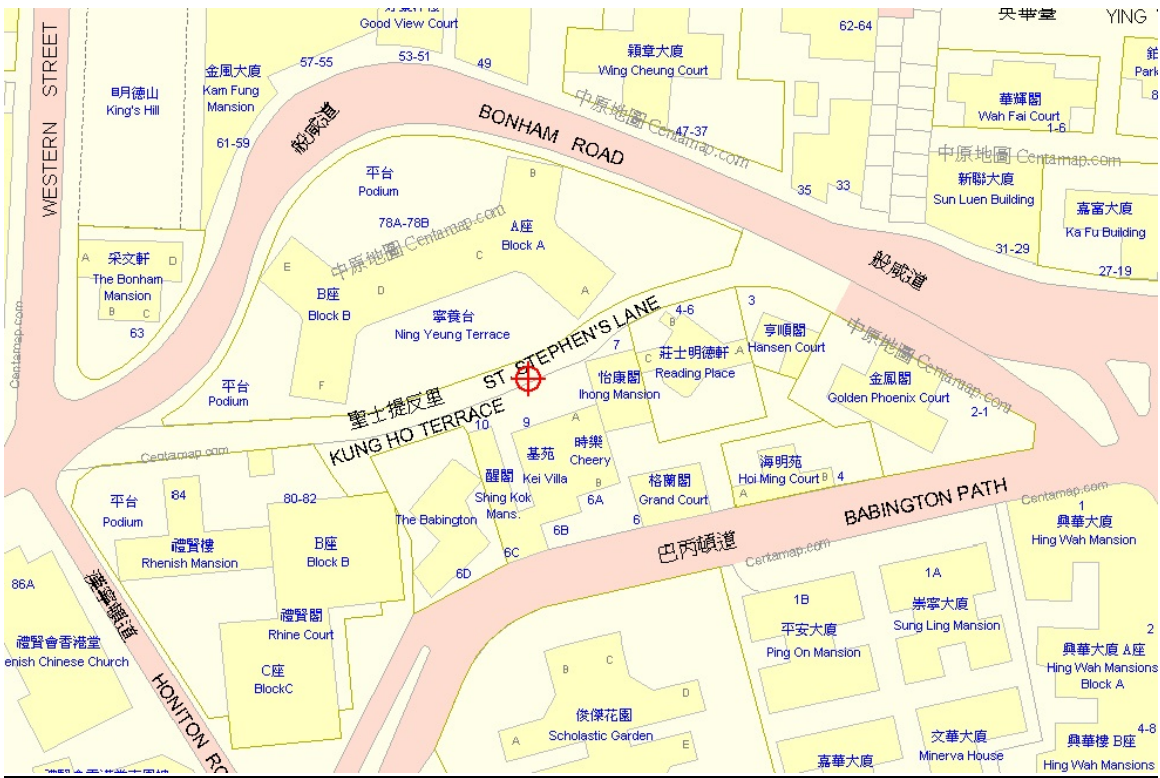 Good View Court
57-55
53-51
49
62-64
英華臺
YING
WESTERN STREET
明德山
King's Hill
金風大廈
Kam Fung
Mansion
61-59
般咸道
BONHAM ROAD
穎章大廈
Wing Cheung Court
47-37
中原地圖 Centamap.com
35
33
華輝閣
Wah Fai Court
1-6
Park
8
中原地圖 Centamap.com
新聯大廈
Sun Luen Building
31-29
嘉富大廈
Ka Fu Building
27-19
平台
Podium
78A-78B
B
A座
Block A
C
A
中原地圖 Centamap.com
E
B座
Block B
D
F
寧養台
Ning Yeung Terrace
A
采文軒
D
The Bonham
Mansion
B
C
63
Centamap.com
平台
Podium
般咸道
聖士提反里
ST. STEPHEN'S LANE
KUNG HO TERRACE
4-6
3
7
B
C
莊士明德軒
A
Reading Place
亨順閣
Hansen Court
中原地圖 Centamap.com
金鳳閣
Golden Phoenix Court
2-1
怡康閣
Ihong Mansion
10
9
A
醒閣
Shing Kok
Mans.
基苑
Kei Villa
時樂
Cheery
B
6A
6B
6C
6D
The Babington
格蘭閣
Grand Court
6
海明苑
Hoi Ming Court
B
A
4
Centamap.com
84
平台
Podium
80-82
禮賢樓
Rhenish Mansion
B座
Block B
禮賢閣
Rhine Court
C座
BlockC
86A
禮賢會香港堂
enish Chinese Church
HONITON RO
巴丙頓道
BABINGTON PATH
Centamap.com
Centamap.com
1
興華大廈
Hing Wah Mansion
1B
平安大廈
Ping On Mansion
1A
崇寧大廈
Sung Ling Mansion
2
興華大廈 A座
Hing Wah Mansions
Block A
B
C
D
A
E
俊傑花園
Scholastic Garden
嘉華大廈
文華大廈
Minerva House
4-8
興華樓 B座
Hing Wah Mansions